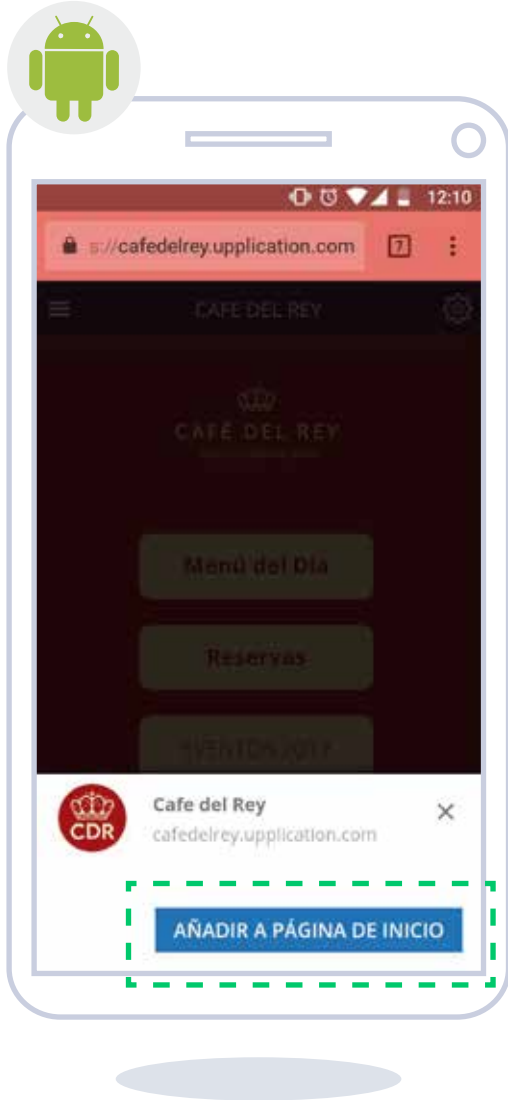 12:10
s://cafedelrey.upplication.com
7
CAFE DEL REY
CAFÉ DEL REY
Menú del Día
Reservas
CDR
Cafe del Rey
cafedelrey.upplication.com
AÑADIR A PÁGINA DE INICIO